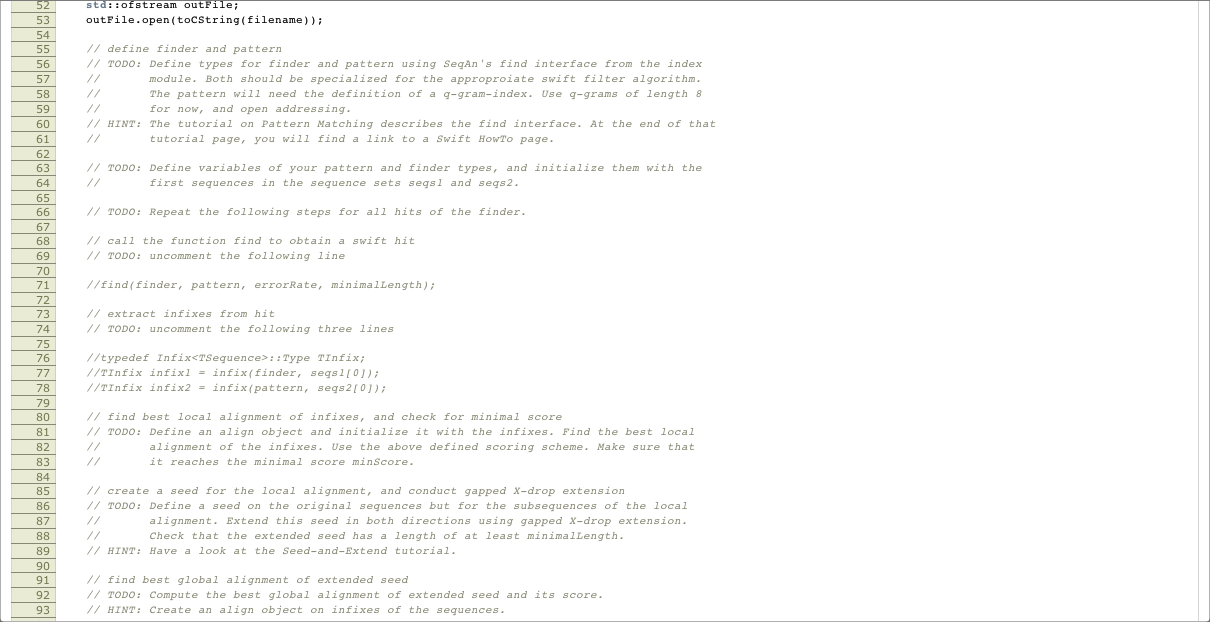 52 std::ofstream outFile;
53 outFile.open(toCString(filename));
54
55 // define finder and pattern
56 // TODO: Define types for finder and pattern using SeqAn's find interface from the index
57 //       module. Both should be specialized for the approproiate swift filter algorithm.
58 //       The pattern will need the definition of a q-gram-index. Use q-grams of length 8
59 //       for now, and open addressing.
60 // HINT: The tutorial on Pattern Matching describes the find interface. At the end of that
61 //       tutorial page, you will find a link to a Swift HowTo page.
62
63 // TODO: Define variables of your pattern and finder types, and initialize them with the
64 //       first sequences in the sequence sets seqs1 and seqs2.
65
66 // TODO: Repeat the following steps for all hits of the finder.
67
68 // call the function find to obtain a swift hit
69 // TODO: uncomment the following line
70
71 //find(finder, pattern, errorRate, minimalLength);
72
73 // extract infixes from hit
74 // TODO: uncomment the following three lines
75
76 //typedef Infix<TSequence>::Type TInfix;
77 //TInfix infix1 = infix(finder, seqs1[0]);
78 //TInfix infix2 = infix(pattern, seqs2[0]);
79
80 // find best local alignment of infixes, and check for minimal score
81 // TODO: Define an align object and initialize it with the infixes. Find the best local
82 //       alignment of the infixes. Use the above defined scoring scheme. Make sure that
83 //       it reaches the minimal score minScore.
84
85 // create a seed for the local alignment, and conduct gapped X-drop extension
86 // TODO: Define a seed on the original sequences but for the subsequences of the local
87 //       alignment. Extend this seed in both directions using gapped X-drop extension.
88 //       Check that the extended seed has a length of at least minimalLength.
89 // HINT: Have a look at the Seed-and-Extend tutorial.
90
91 // find best global alignment of extended seed
92 // TODO: Compute the best global alignment of extended seed and its score.
93 // HINT: Create an align object on infixes of the sequences.